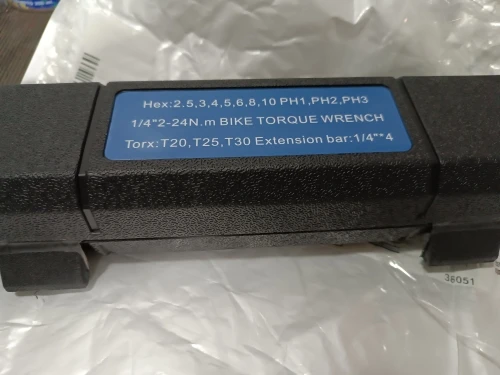 Hex:2.5,3,4,5,6,8,10 PH1,PH2,PH3
1/4"2-24N.m BIKE TORQUE WRENCH
Torx:T20,T25,T30 Extension bar:1/4"*4
36051